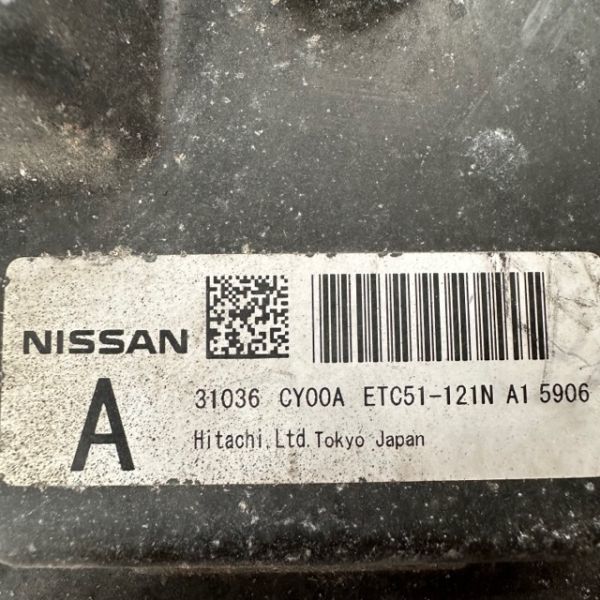 NISSAN
A
31036 CY00A ETC51-121N A1 5906
Hitachi,Ltd.Tokyo Japan